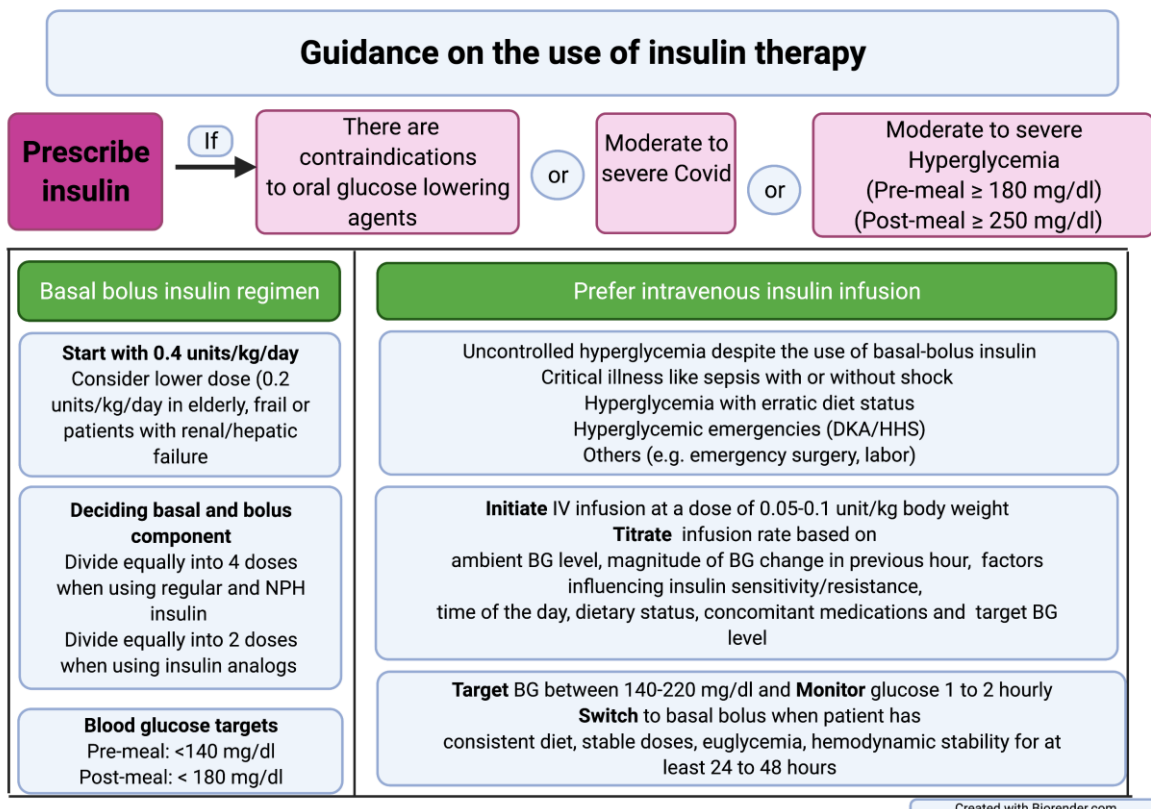 Guidance on the use of insulin therapy
Prescribe
insulin
If
There are
contraindications
to oral glucose lowering
agents
or
Moderate to
severe Covid
or
Moderate to severe
Hyperglycemia
(Pre-meal ≥ 180 mg/dl)
(Post-meal ≥ 250 mg/dl)
Basal bolus insulin regimen
Start with 0.4 units/kg/day
Consider lower dose (0.2
units/kg/day in elderly, frail or
patients with renal/hepatic
failure
Deciding basal and bolus
component
Divide equally into 4 doses
when using regular and NPH
insulin
Divide equally into 2 doses
when using insulin analogs
Blood glucose targets
Pre-meal: <140 mg/dl
Post-meal: < 180 mg/dl
Prefer intravenous insulin infusion
Uncontrolled hyperglycemia despite the use of basal-bolus insulin
Critical illness like sepsis with or without shock
Hyperglycemia with erratic diet status
Hyperglycemic emergencies (DKA/HHS)
Others (e.g. emergency surgery, labor)
Initiate IV infusion at a dose of 0.05-0.1 unit/kg body weight
Titrate infusion rate based on
ambient BG level, magnitude of BG change in previous hour, factors
influencing insulin sensitivity/resistance,
time of the day, dietary status, concomitant medications and target BG
level
Target BG between 140-220 mg/dl and Monitor glucose 1 to 2 hourly
Switch to basal bolus when patient has
consistent diet, stable doses, euglycemia, hemodynamic stability for at
least 24 to 48 hours
Created with Biorender.com